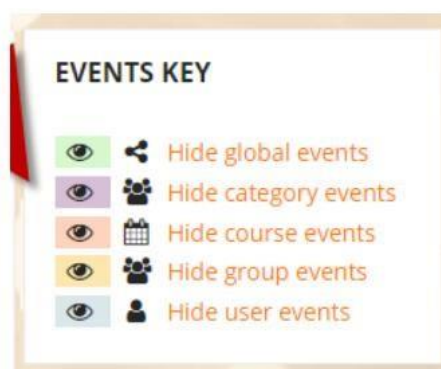 EVENTS KEY
Hide global events
Hide category events
Hide course events
Hide group events
Hide user events